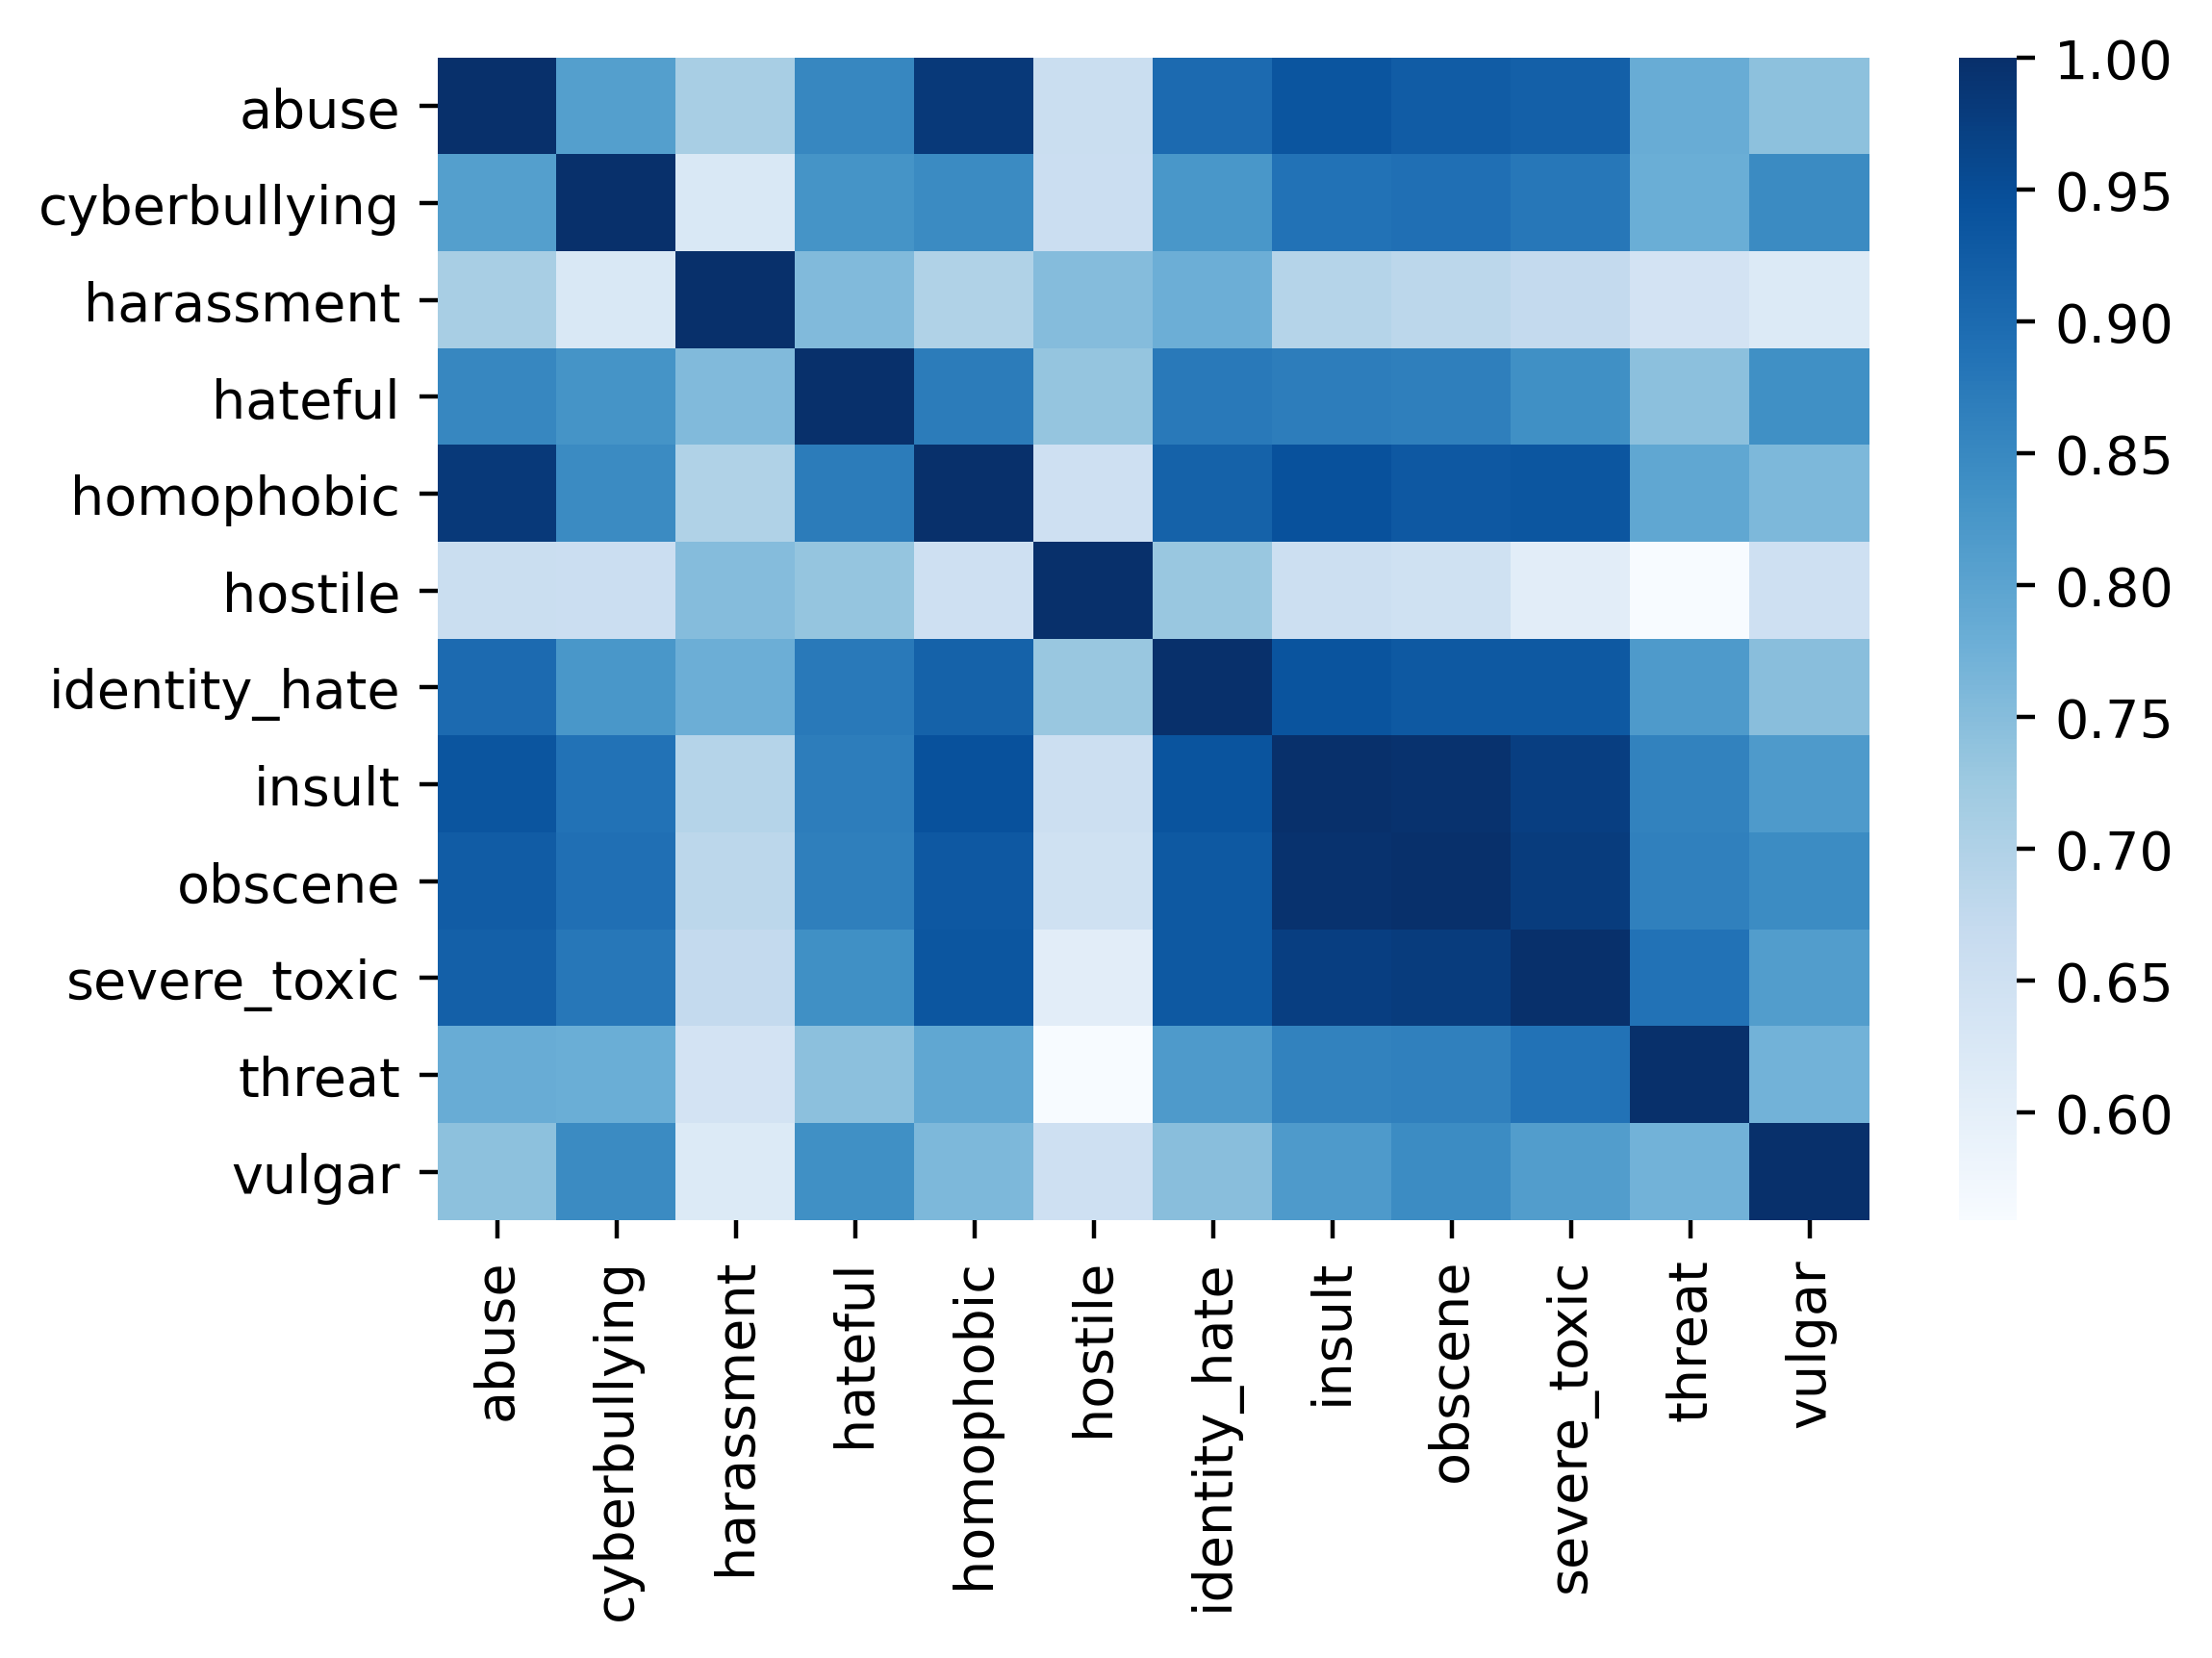 abuse
cyberbullying
harassment
hateful
homophobic
hostile
identity_hate
insult
obscene
severe_toxic
threat
vulgar
abuse
cyberbullying
harassment
hateful
homophobic
hostile
identity_hate
insult
obscene
severe_toxic
threat
vulgar
1.00
0.95
0.90
0.85
0.80
0.75
0.70
0.65
0.60